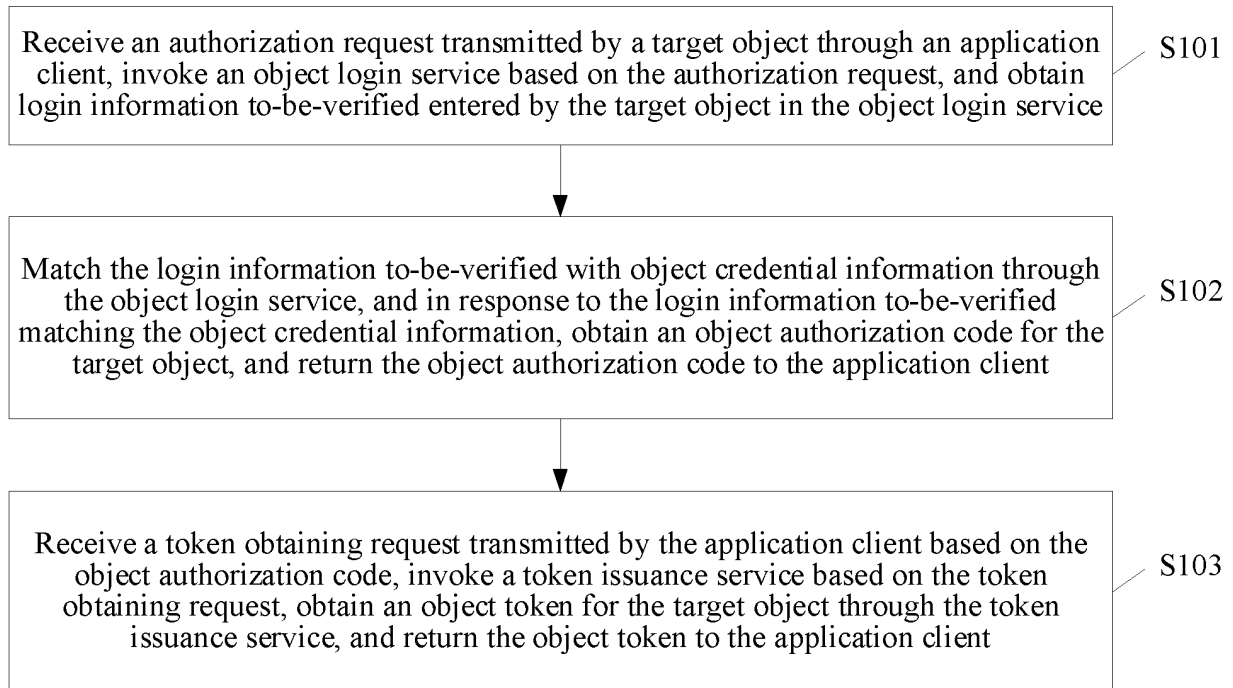 Receive an authorization request transmitted by a target object through an application
client, invoke an object login service based on the authorization request, and obtain
login information to-be-verified entered by the target object in the object login service
S101
Match the login information to-be-verified with object credential information through
the object login service, and in response to the login information to-be-verified
matching the object credential information, obtain an object authorization code for the
target object, and return the object authorization code to the application client
S102
Receive a token obtaining request transmitted by the application client based on the
object authorization code, invoke a token issuance service based on the token
obtaining request, obtain an object token for the target object through the token
issuance service, and return the object token to the application client
S103